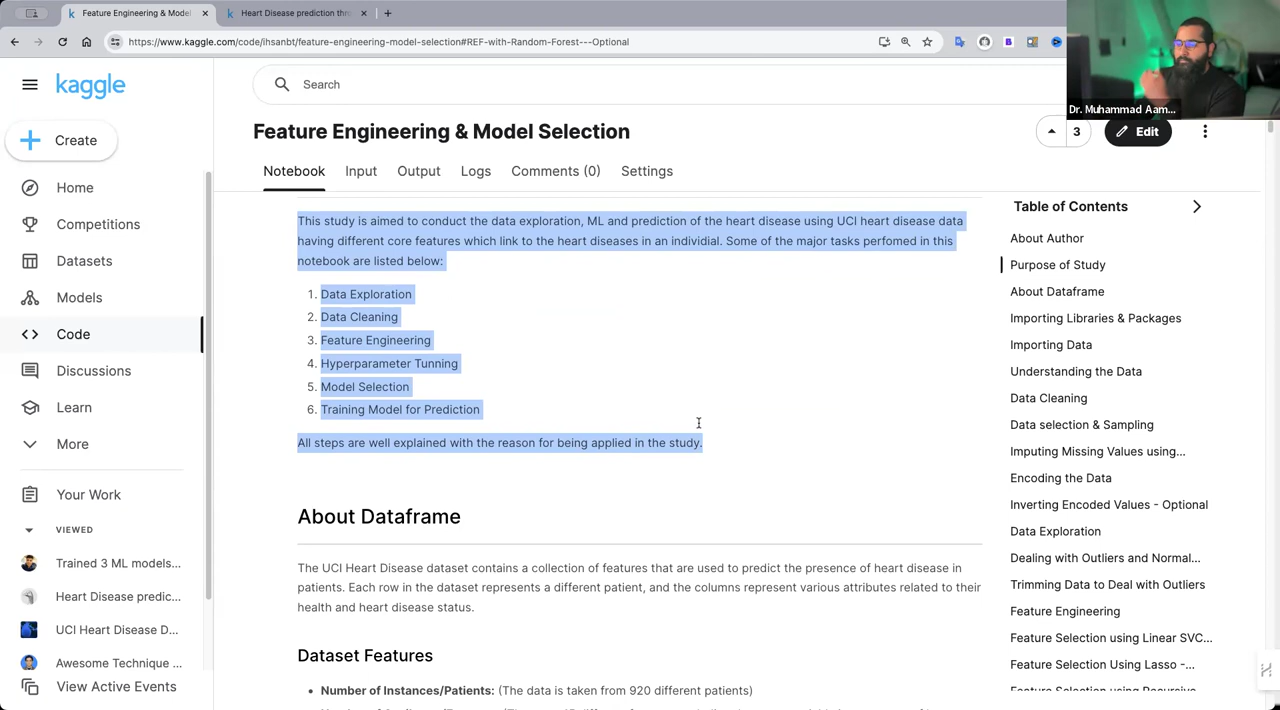 Feature Engineering & Model
Heart Disease prediction thre
https://www.kaggle.com/code/ihsanbt/feature-engineering-model-selection#REF-with-Random-Forest---Optional
Dr. Muhammad Aam...
kaggle
Search
Create
Home
Competitions
Datasets
Models
Code
Discussions
Learn
More
Your Work
VIEWED
Trained 3 ML models...
Heart Disease predic...
UCI Heart Disease D...
Awesome Technique ...
View Active Events
Feature Engineering & Model Selection
3
Edit
Notebook Input Output Logs Comments (0) Settings
This study is aimed to conduct the data exploration, ML and prediction of the heart disease using UCI heart disease data
having different core features which link to the heart diseases in an individial. Some of the major tasks perfomed in this
notebook are listed below:
1. Data Exploration
2. Data Cleaning
3. Feature Engineering
4. Hyperparameter Tunning
5. Model Selection
6. Training Model for Prediction
All steps are well explained with the reason for being applied in the study.
About Dataframe
The UCI Heart Disease dataset contains a collection of features that are used to predict the presence of heart disease in
patients. Each row in the dataset represents a different patient, and the columns represent various attributes related to their
health and heart disease status.
Dataset Features
• Number of Instances/Patients: (The data is taken from 920 different patients)
Table of Contents
About Author
Purpose of Study
About Dataframe
Importing Libraries & Packages
Importing Data
Understanding the Data
Data Cleaning
Data selection & Sampling
Imputing Missing Values using...
Encoding the Data
Inverting Encoded Values - Optional
Data Exploration
Dealing with Outliers and Normal...
Trimming Data to Deal with Outliers
Feature Engineering
Feature Selection using Linear SVC...
Feature Selection Using Lasso -...
Feature Selection using Recursive